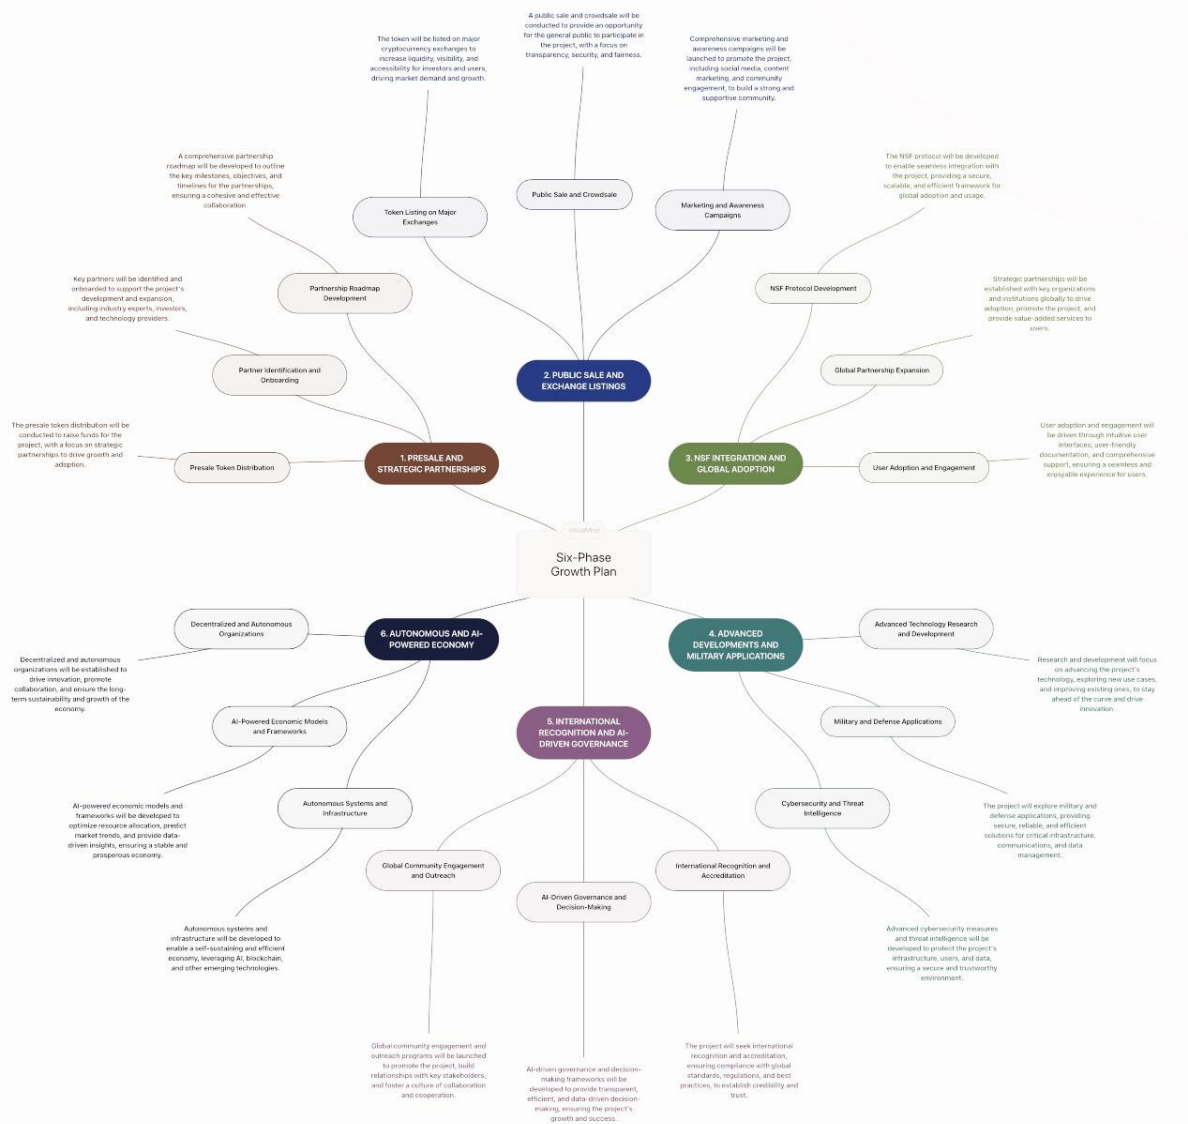 A public sale and crowdsale will be
conducted to provide an opportunity
for the general public to participate in
the project, with a focus on
transparency, security, and fairness.
The token will be listed on major
cryptocurrency exchanges to
increase liquidity, visibility, and
accessibility for investors and users,
driving market demand and growth.
Comprehensive marketing and
awareness campaigns will be
launched to promote the project,
including social media, content
marketing, and community
engagement, to build a strong and
supportive community.
A comprehensive partnership
roadmap will be developed to outline
the key milestones, objectives, and
timelines for the partnerships,
ensuring a cohesive and effective
collaboration.
The NSF protocol will be developed
to enable seamless integration with
the project, providing a secure,
scalable, and efficient framework for
global adoption and usage.
Token Listing on Major
Exchanges
Public Sale and Crowdsale
Marketing and Awareness
Campaigns
Key partners will be identified and
onboarded to support the project's
development and expansion,
including industry experts, investors,
and technology providers.
Partnership Roadmap
Development
NSF Protocol Development
Strategic partnerships will be
established with key organizations
and institutions globally to drive
adoption, promote the project, and
provide value-added services to
users.
Partner Identification and
Onboarding
2. PUBLIC SALE AND
EXCHANGE LISTINGS
Global Partnership Expansion
The presale token distribution will be
conducted to raise funds for the
project, with a focus on strategic
partnerships to drive growth and
adoption.
Presale Token Distribution
1. PRESALE AND
STRATEGIC PARTNERSHIPS
3. NSF INTEGRATION AND
GLOBAL ADOPTION
User Adoption and Engagement
User adoption and engagement will
be driven through intuitive user
interfaces, user-friendly
documentation, and comprehensive
support, ensuring a seamless and
enjoyable experience for users.
VisualMind
Six-Phase
Growth Plan
Decentralized and Autonomous
Organizations
6. AUTONOMOUS AND AI-
POWERED ECONOMY
4. ADVANCED
DEVELOPMENTS AND
MILITARY APPLICATIONS
Advanced Technology Research
and Development
Decentralized and autonomous
organizations will be established to
drive innovation, promote
collaboration, and ensure the long-
term sustainability and growth of the
economy.
Research and development will focus
on advancing the project's
technology, exploring new use cases,
and improving existing ones, to stay
ahead of the curve and drive
innovation.
AI-Powered Economic Models
and Frameworks
5. INTERNATIONAL
RECOGNITION AND AI-
DRIVEN GOVERNANCE
Military and Defense Applications
AI-powered economic models and
frameworks will be developed to
optimize resource allocation, predict
market trends, and provide data-
driven insights, ensuring a stable and
prosperous economy.
Autonomous Systems and
Infrastructure
Cybersecurity and Threat
Intelligence
The project will explore military and
defense applications, providing
secure, reliable, and efficient
solutions for critical infrastructure,
communications, and data
management.
Global Community Engagement
and Outreach
AI-Driven Governance and
Decision-Making
International Recognition and
Accreditation
Autonomous systems and
infrastructure will be developed to
enable a self-sustaining and efficient
economy, leveraging AI, blockchain,
and other emerging technologies.
Advanced cybersecurity measures
and threat intelligence will be
developed to protect the project's
infrastructure, users, and data,
ensuring a secure and trustworthy
environment.
Global community engagement and
outreach programs will be launched
to promote the project, build
relationships with key stakeholders,
and foster a culture of collaboration
and cooperation.
AI-driven governance and decision-
making frameworks will be
developed to provide transparent,
efficient, and data-driven decision-
making, ensuring the project's
growth and success.
The project will seek international
recognition and accreditation,
ensuring compliance with global
standards, regulations, and best
practices, to establish credibility and
trust.